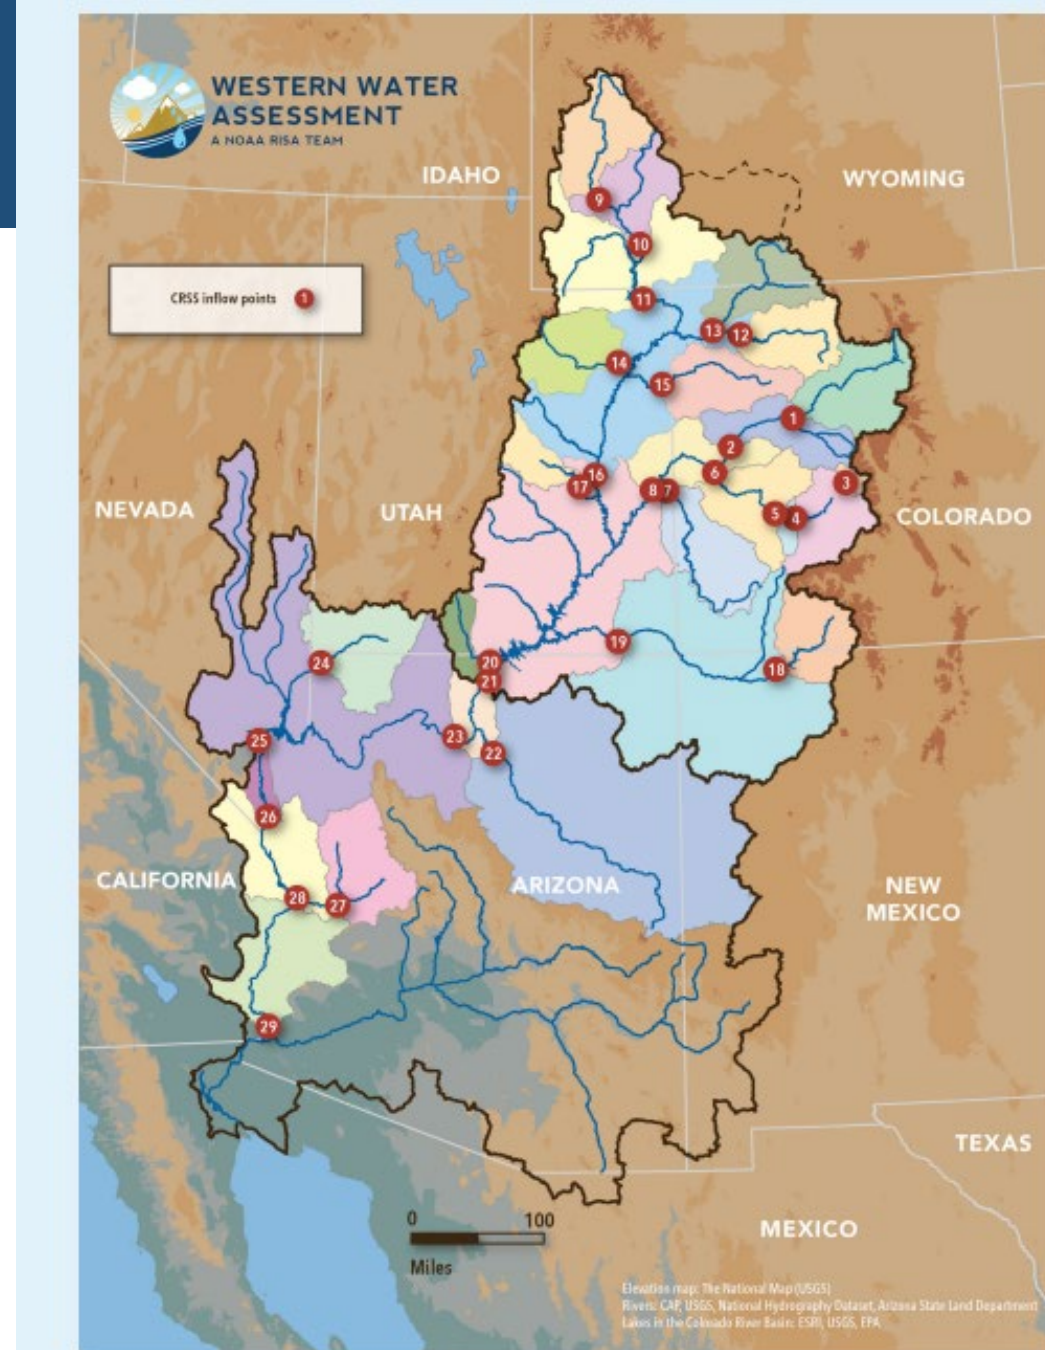 WESTERN WATER
ASSESSMENT
A NOAA RISA TEAM
IDAHO
WYOMING
9
10
CRSS inflow points 1
11
13 12
14
15
1
2
6
3
16
17
8 7
5 4
NEVADA
UTAH
COLORADO
19
24
20
18
21
25
23
22
26
CALIFORNIA
ARIZONA
NEW
MEXICO
28
27
29
TEXAS
0 100
Miles
MEXICO
Elevation map: The National Map (USGS)
Rivers: CAP, USGS, National Hydrography Dataset, Arizona State Land Department
Lakes in the Colorado River Basin: ESRI, USGS, EPA